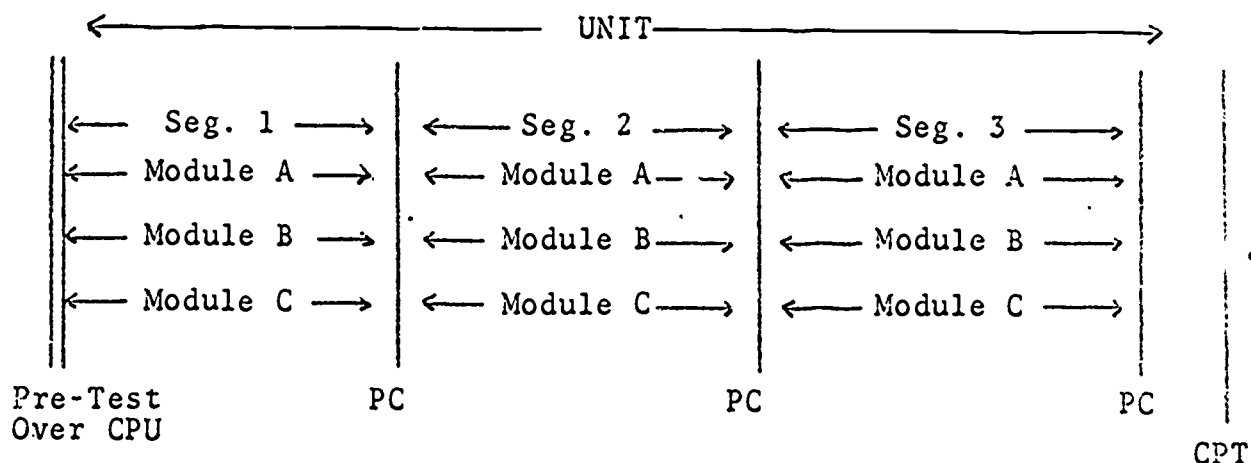 UNIT
Seg. 1 Seg. 2 Seg. 3
Module A Module A Module A
Module B Module B Module B
Module C Module C Module C
Pre-Test PC PC PC
Over CPU
CPT